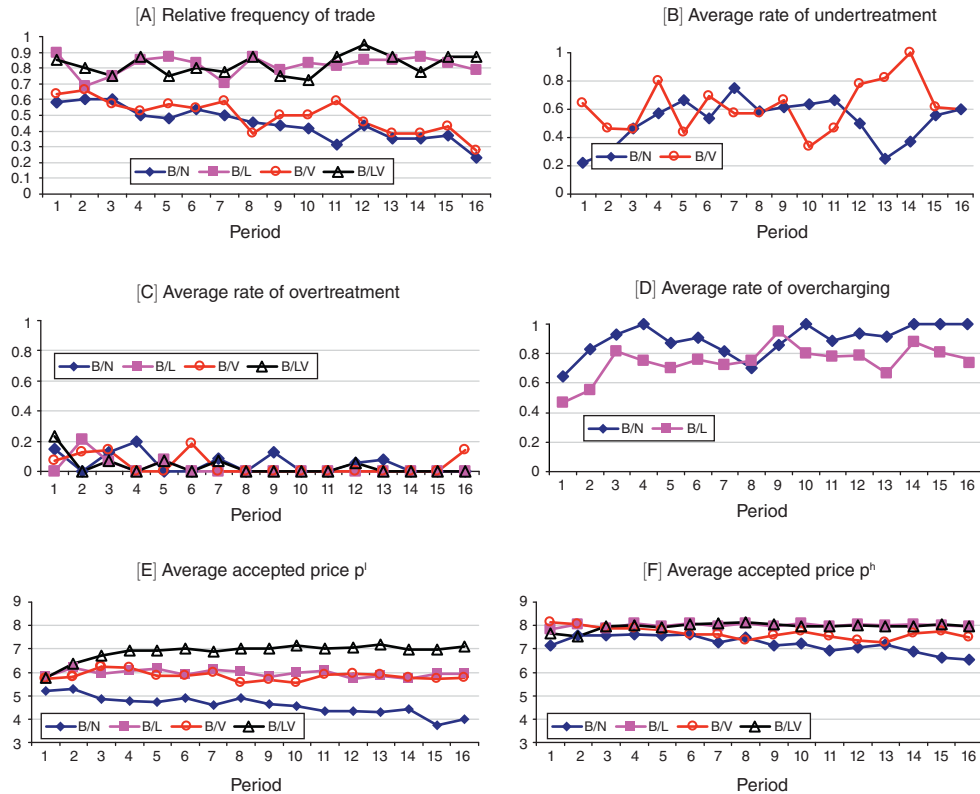 [A] Relative frequency of trade
1
0.9
0.8
0.7
0.6
0.5
0.4
0.3
0.2
0.1
0
B/N B/L B/V B/LV
1 2 3 4 5 6 7 8 9 10 11 12 13 14 15 16
Period
[B] Average rate of undertreatment
1
0.8
0.6
0.4
0.2
0
B/N B/V
1 2 3 4 5 6 7 8 9 10 11 12 13 14 15 16
Period
[C] Average rate of overtreatment
1
0.8
0.6
0.4
0.2
0
B/N B/L B/V B/LV
1 2 3 4 5 6 7 8 9 10 11 12 13 14 15 16
Period
[D] Average rate of overcharging
1
0.8
0.6
0.4
0.2
0
B/N B/L
1 2 3 4 5 6 7 8 9 10 11 12 13 14 15 16
Period
[E] Average accepted price pˡ
9
8
7
6
5
4
3
B/N B/L B/V B/LV
1 2 3 4 5 6 7 8 9 10 11 12 13 14 15 16
Period
[F] Average accepted price pʰ
9
8
7
6
5
4
3
B/N B/L B/V B/LV
1 2 3 4 5 6 7 8 9 10 11 12 13 14 15 16
Period